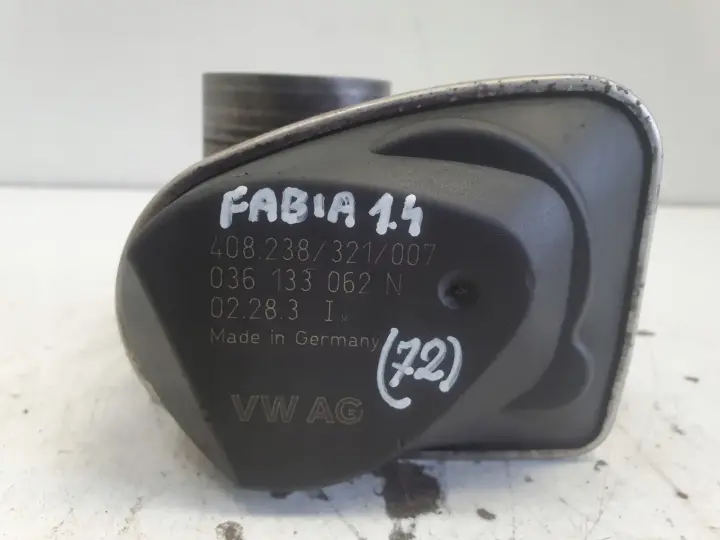 FABIA 1.4
408.238/321/007
036 133 062 N
02.28.3 I
Made in Germany
(72)
VW AG